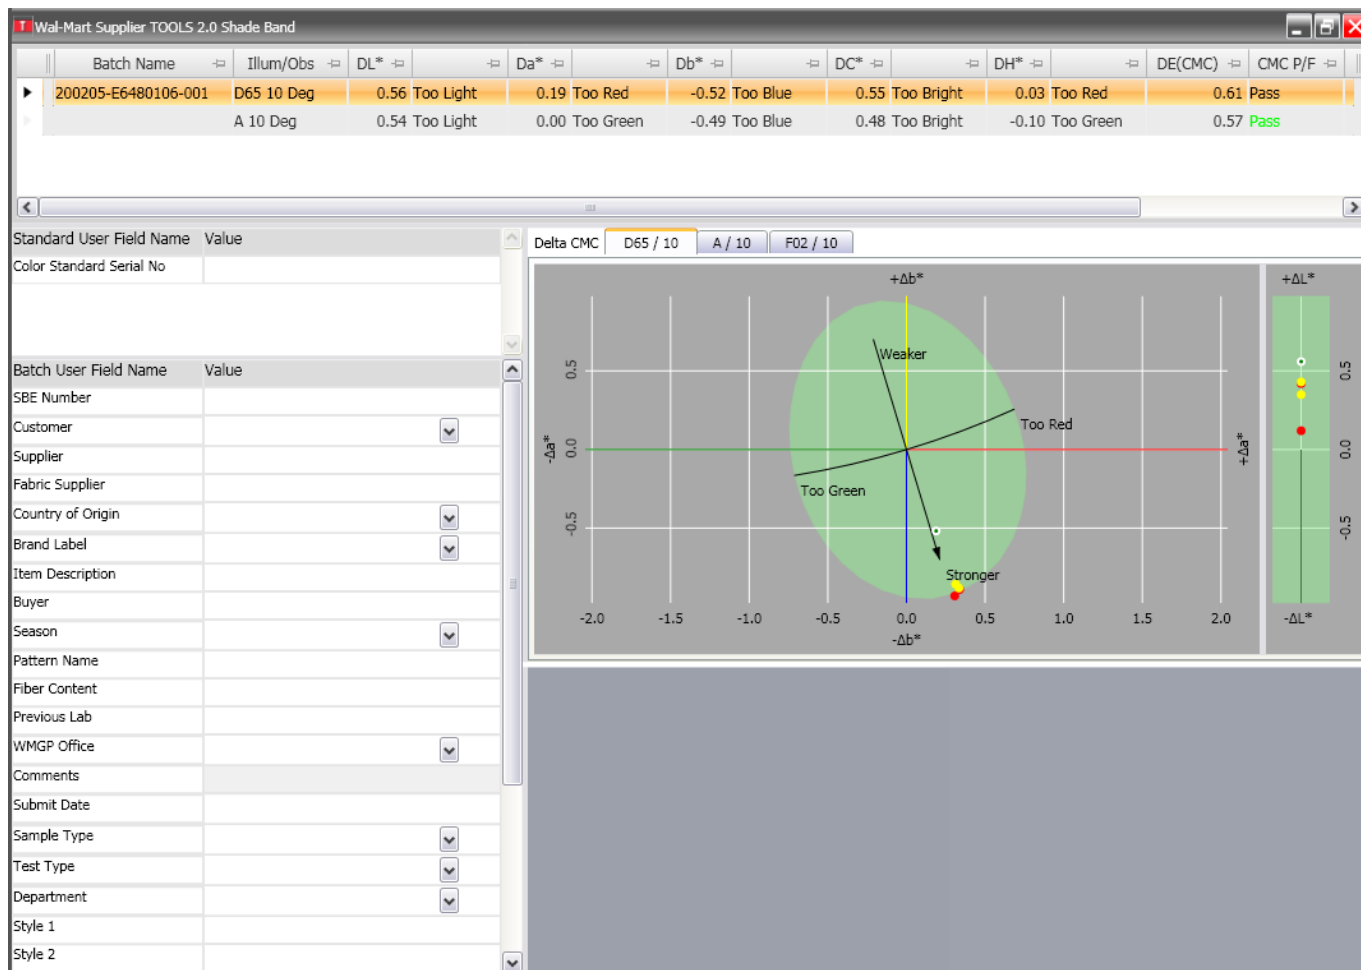 T Wal-Mart Supplier TOOLS 2.0 Shade Band
Batch Name Illum/Obs DL* Da* Db* DC* DH* DE(CMC) CMC P/F
200205-E6480106-001 D65 10 Deg 0.56 Too Light 0.19 Too Red -0.52 Too Blue 0.55 Too Bright 0.03 Too Red 0.61 Pass
A 10 Deg 0.54 Too Light 0.00 Too Green -0.49 Too Blue 0.48 Too Bright -0.10 Too Green 0.57 Pass
Standard User Field Name Value
Color Standard Serial No
Batch User Field Name Value
SBE Number
Customer
Supplier
Fabric Supplier
Country of Origin
Brand Label
Item Description
Buyer
Season
Pattern Name
Fiber Content
Previous Lab
WMGP Office
Comments
Submit Date
Sample Type
Test Type
Department
Style 1
Style 2
Delta CMC D65 / 10 A / 10 F02 / 10
+Δb*
+ΔL*
Weaker
0.5
0.5
Too Red
-Δa*
0.0
+Δa*
0.0
Too Green
-0.5
-0.5
Stronger
-2.0 -1.5 -1.0 -0.5 0.0 0.5 1.0 1.5 2.0
-Δb*
-ΔL*